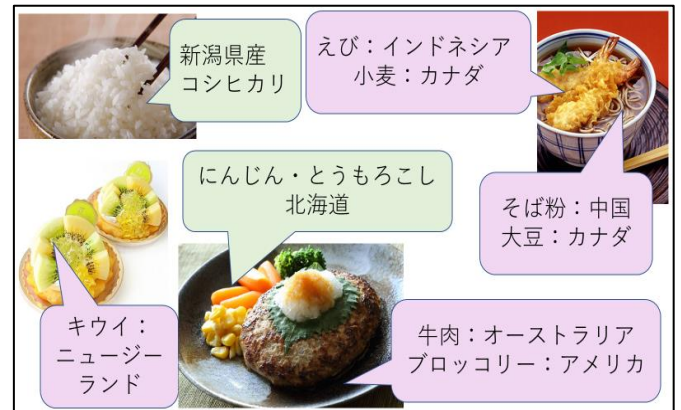 新潟県産
コシヒカリ
えび：インドネシア
小麦：カナダ
にんじん・とうもろこし
北海道
そば粉：中国
大豆：カナダ
キウイ：
ニュージー
ランド
牛肉：オーストラリア
ブロッコリー：アメリカ